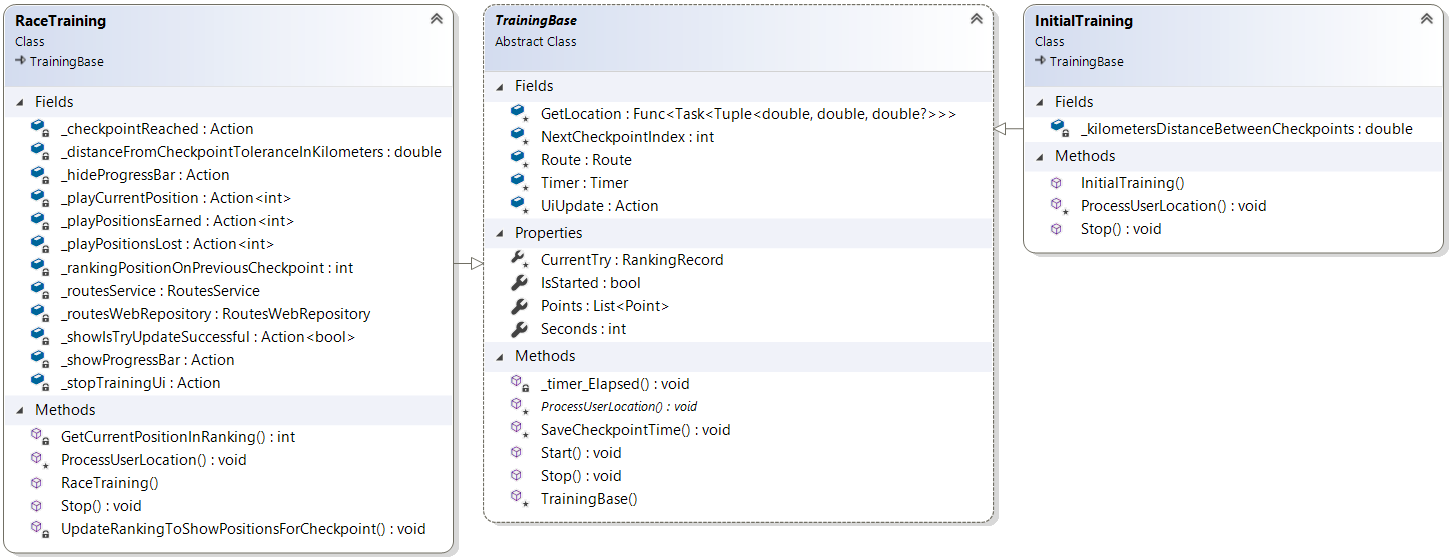 RaceTraining
Class
TrainingBase
Fields
_checkpointReached : Action
_distanceFromCheckpointToleranceInKilometers : double
_hideProgressBar : Action
_playCurrentPosition : Action<int>
_playPositionsEarned : Action<int>
_playPositionsLost : Action<int>
_rankingPositionOnPreviousCheckpoint : int
_routesService : RoutesService
_routesWebRepository : RoutesWebRepository
_showIsTryUpdateSuccessful : Action<bool>
_showProgressBar : Action
_stopTrainingUi : Action
Methods
GetCurrentPositionInRanking() : int
ProcessUserLocation() : void
RaceTraining()
Stop() : void
UpdateRankingToShowPositionsForCheckpoint() : void
TrainingBase
Abstract Class
Fields
GetLocation : Func<Task<Tuple<double, double, double?>>>
NextCheckpointIndex : int
Route : Route
Timer : Timer
UiUpdate : Action
Properties
CurrentTry : RankingRecord
IsStarted : bool
Points : List<Point>
Seconds : int
Methods
_timer_Elapsed() : void
ProcessUserLocation() : void
SaveCheckpointTime() : void
Start() : void
Stop() : void
TrainingBase()
InitialTraining
Class
TrainingBase
Fields
_kilometersDistanceBetweenCheckpoints : double
Methods
InitialTraining()
ProcessUserLocation() : void
Stop() : void